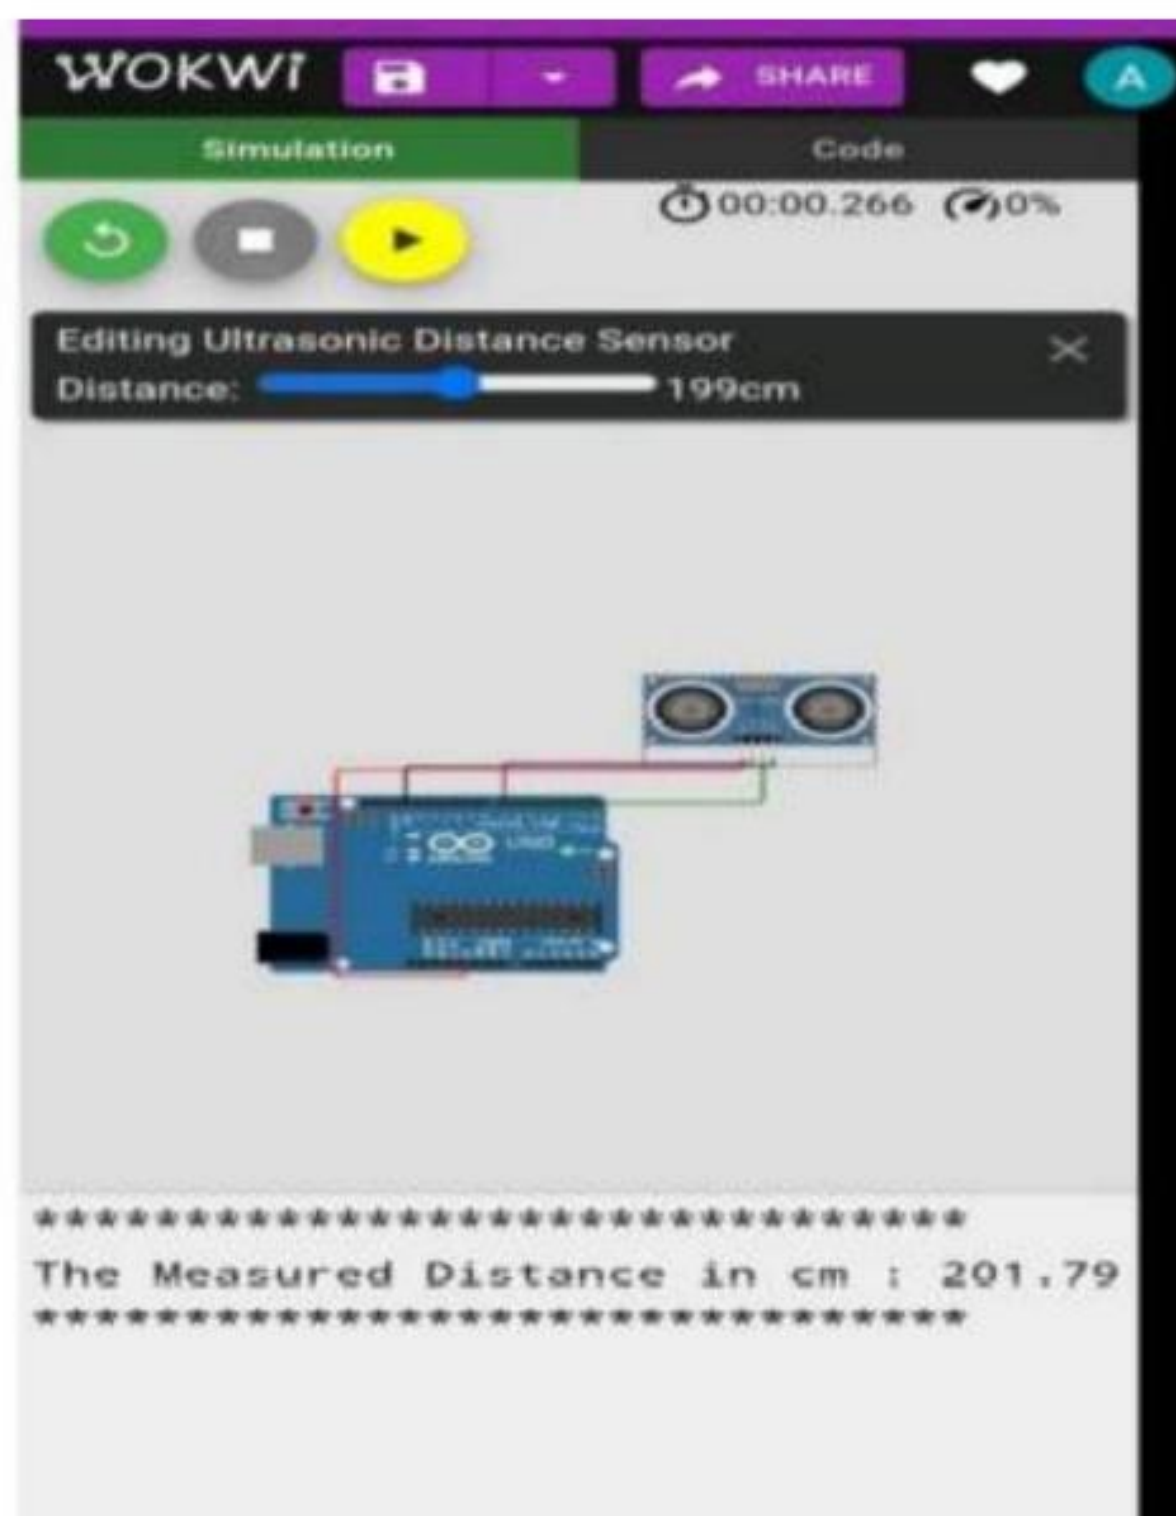 WOKWI SHARE A
Simulation Code
00:00.266 0%
Editing Ultrasonic Distance Sensor
Distance: 199cm
UNO
*******************************
The Measured Distance in cm : 201.79
*******************************